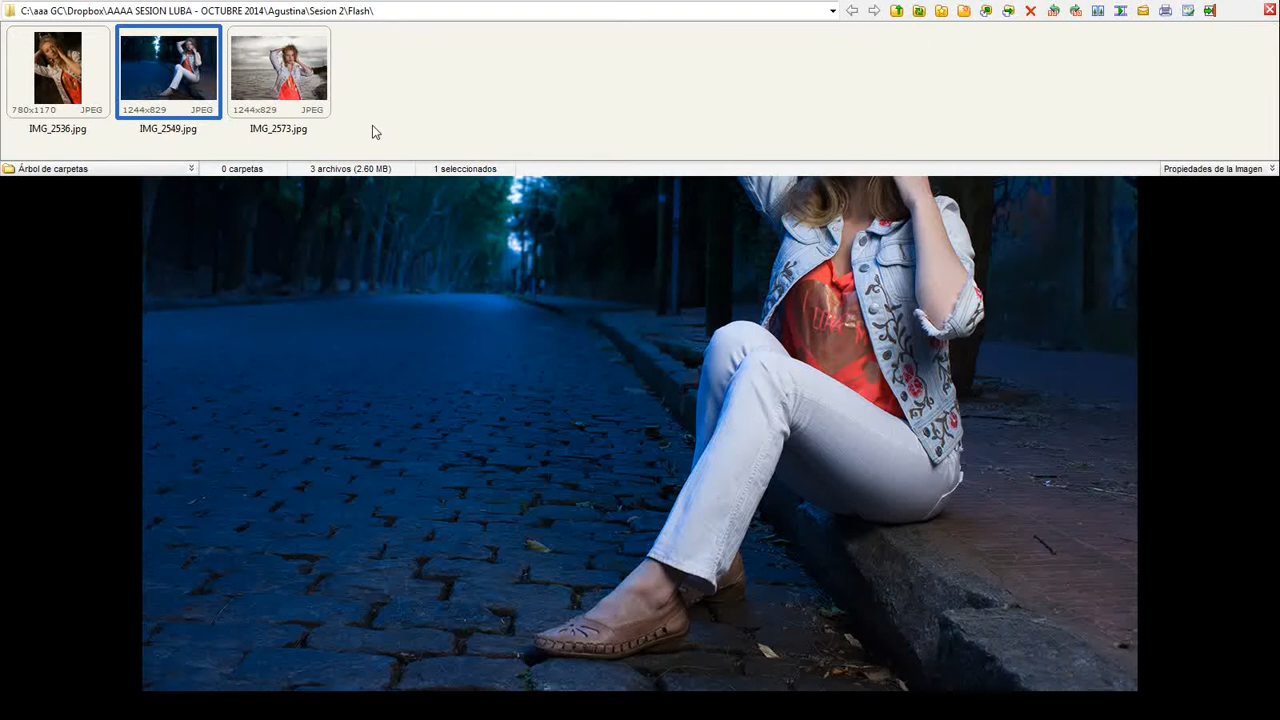 C:\aaa GC\Dropbox\AAAA SESION LUBA - OCTUBRE 2014\Agustina\Sesion 2\Flash\
780x1170 JPEG
1244x829 JPEG
1244x829 JPEG
IMG_2536.jpg
IMG_2549.jpg
IMG_2573.jpg
Árbol de carpetas
0 carpetas
3 archivos (2.60 MB)
1 seleccionados
Propiedades de la Imagen